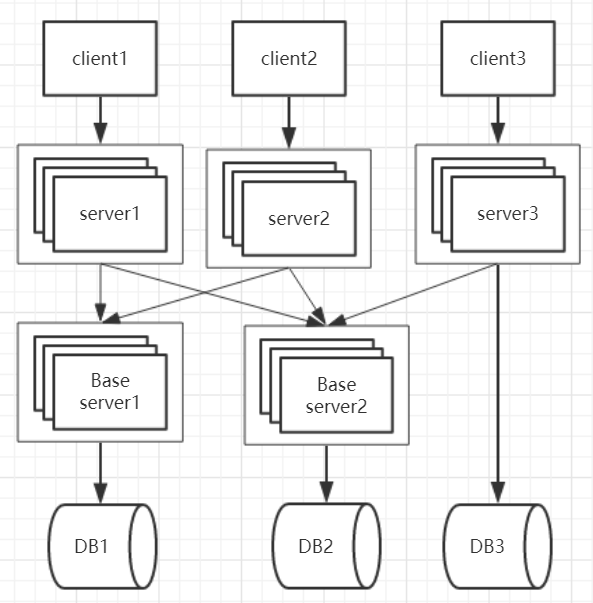 client1
client2
client3
server1
server2
server3
Base
server1
Base
server2
DB1
DB2
DB3